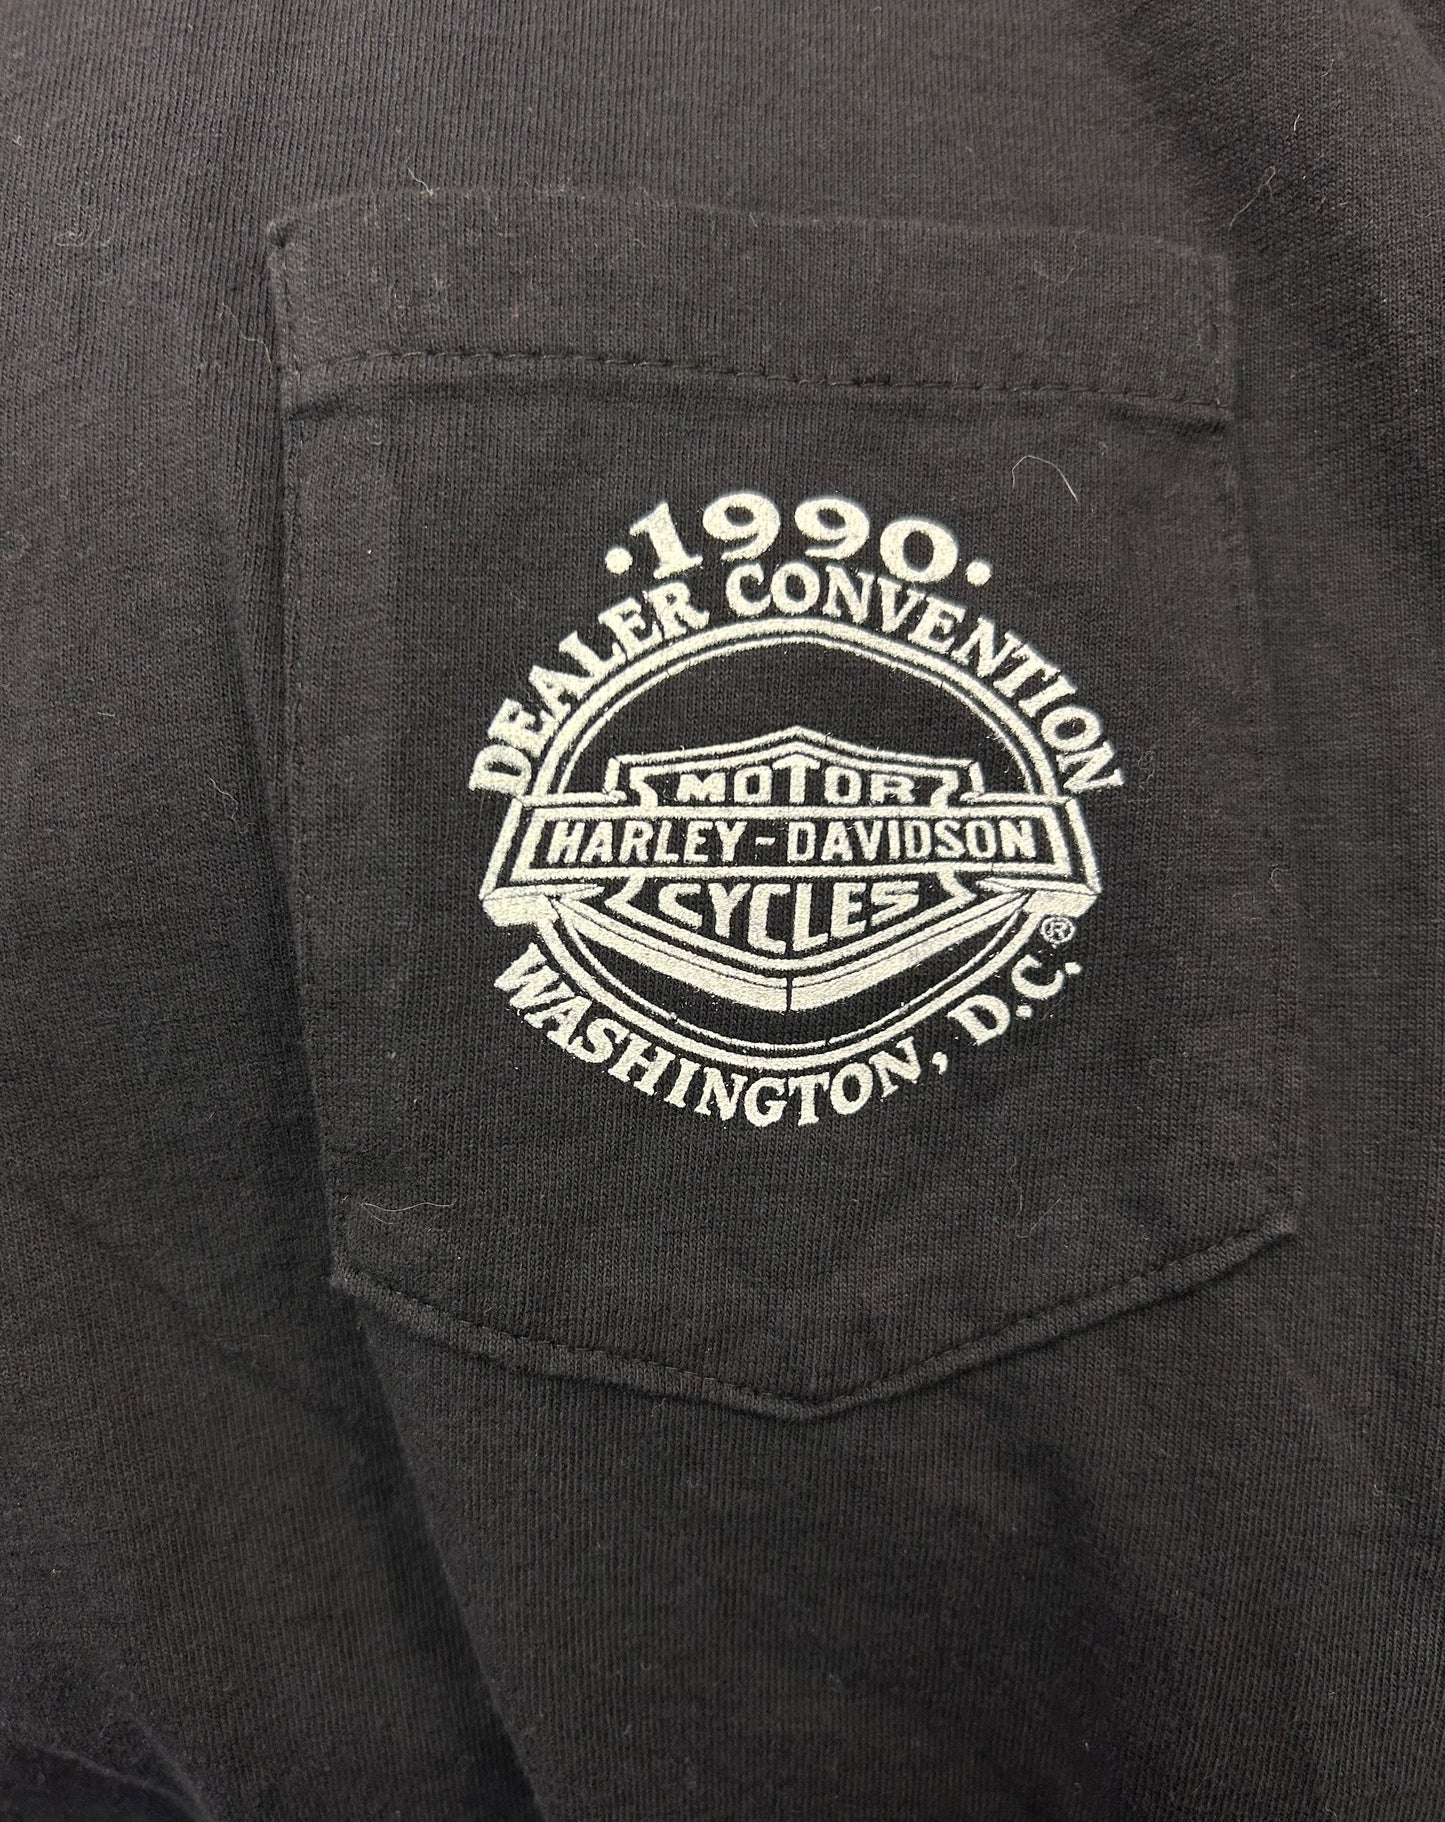 ·1990·
DEALER CONVENTION
MOTOR
HARLEY-DAVIDSON
CYCLES
®
WASHINGTON, D.C.